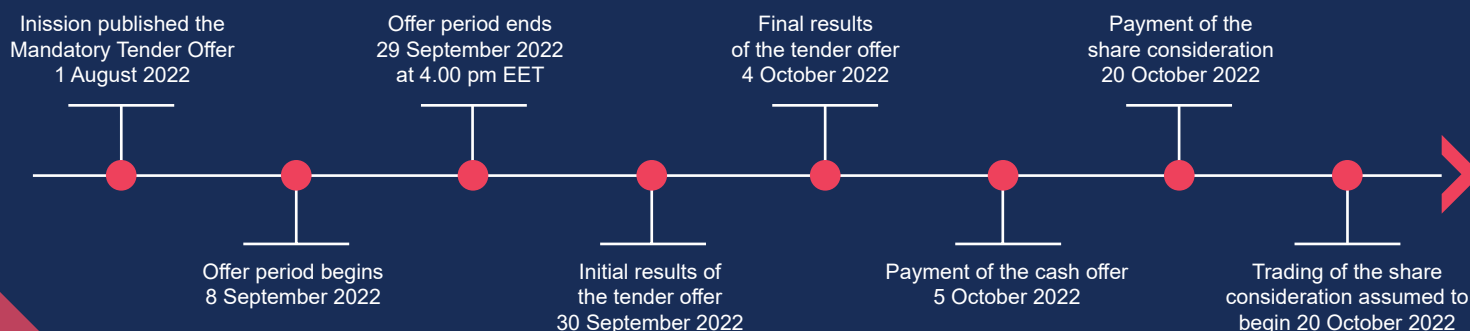 Inission published the
Mandatory Tender Offer
1 August 2022
Offer period begins
8 September 2022
Offer period ends
29 September 2022
at 4.00 pm EET
Initial results of
the tender offer
30 September 2022
Final results
of the tender offer
4 October 2022
Payment of the cash offer
5 October 2022
Payment of the
share consideration
20 October 2022
Trading of the share
consideration assumed to
begin 20 October 2022